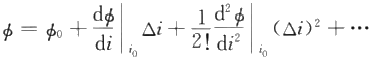 ϕ = ϕ₀ + dϕ/di |ᵢ₀ Δi + 1/2! d²ϕ/di² |ᵢ₀ (Δi)² + ⋯